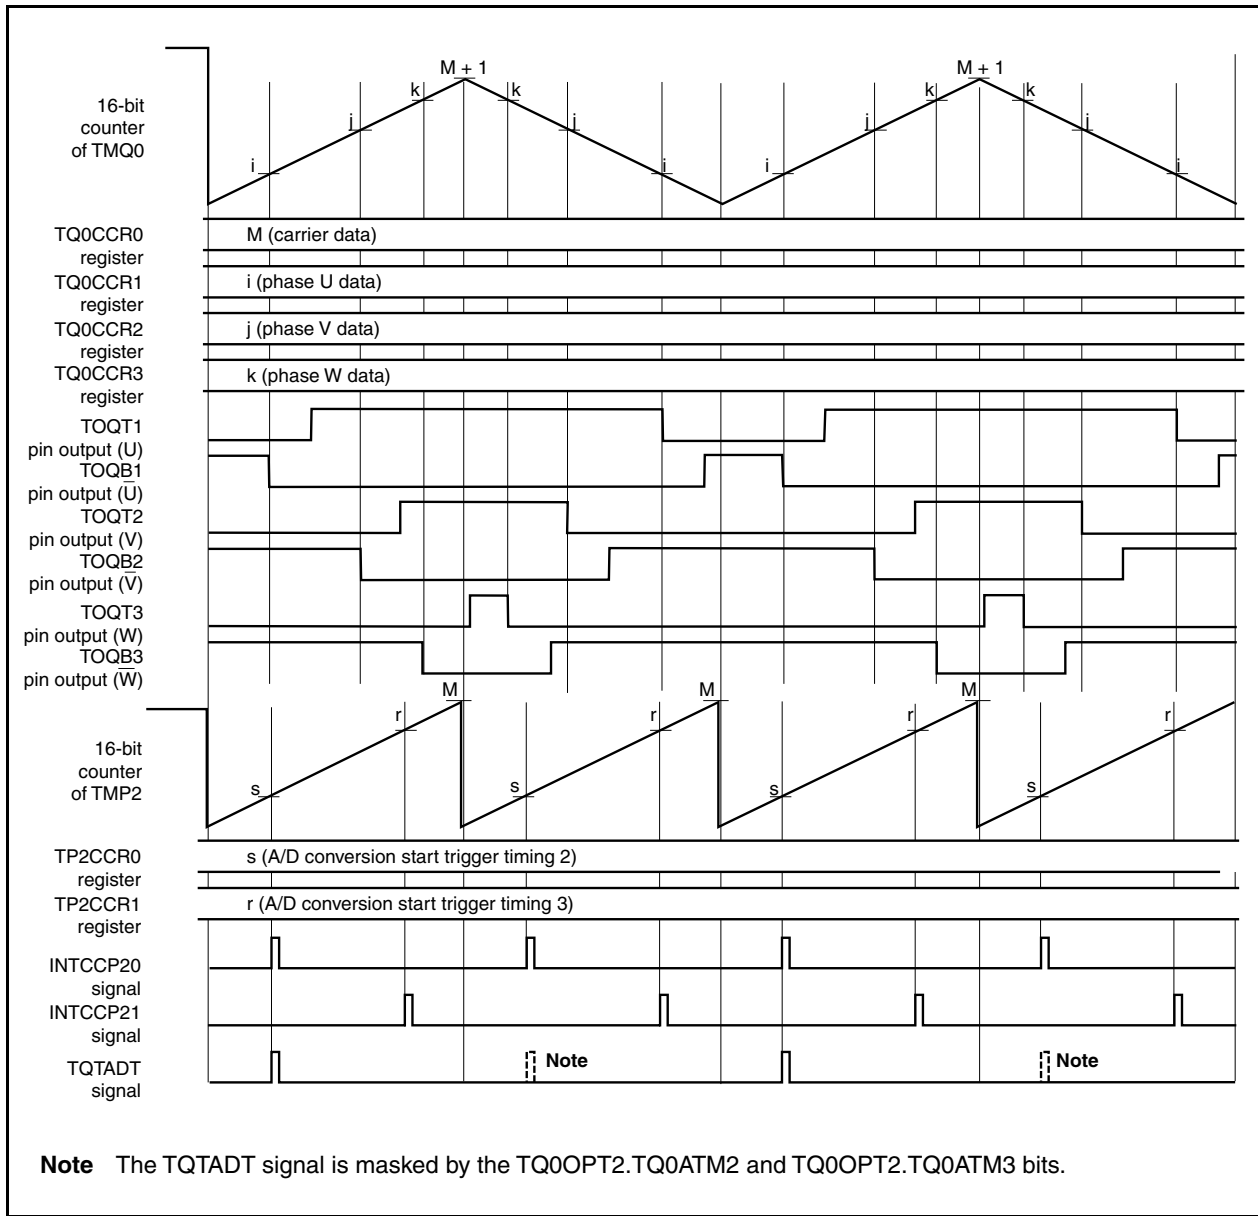 M + 1
M + 1
k
k
k
k
j
j
j
j
i
i
i
i
16-bit
counter
of TMQ0
TQ0CCR0
register
M (carrier data)
TQ0CCR1
register
i (phase U data)
TQ0CCR2
register
j (phase V data)
TQ0CCR3
register
k (phase W data)
TOQT1
pin output (U)
TOQB1
pin output (U̅)
TOQT2
pin output (V)
TOQB2
pin output (V̅)
TOQT3
pin output (W)
TOQB3
pin output (W̅)
M
M
M
r
r
r
r
16-bit
counter
of TMP2
s
s
s
s
TP2CCR0
register
s (A/D conversion start trigger timing 2)
TP2CCR1
register
r (A/D conversion start trigger timing 3)
INTCCP20
signal
INTCCP21
signal
TQTADT
signal
Note
Note
Note The TQTADT signal is masked by the TQ0OPT2.TQ0ATM2 and TQ0OPT2.TQ0ATM3 bits.